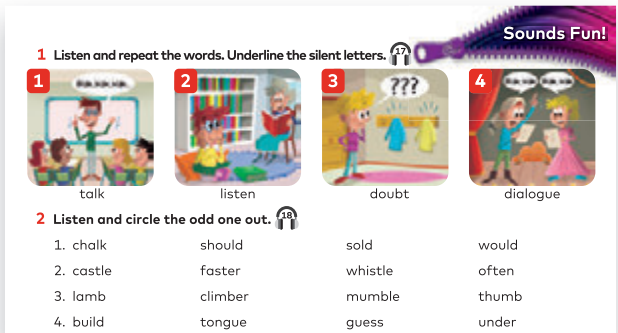 Sounds Fun!
1 Listen and repeat the words. Underline the silent letters. 17
1 2 3 ??? 4
talk listen doubt dialogue
2 Listen and circle the odd one out. 18
1. chalk should sold would
2. castle faster whistle often
3. lamb climber mumble thumb
4. build tongue guess under